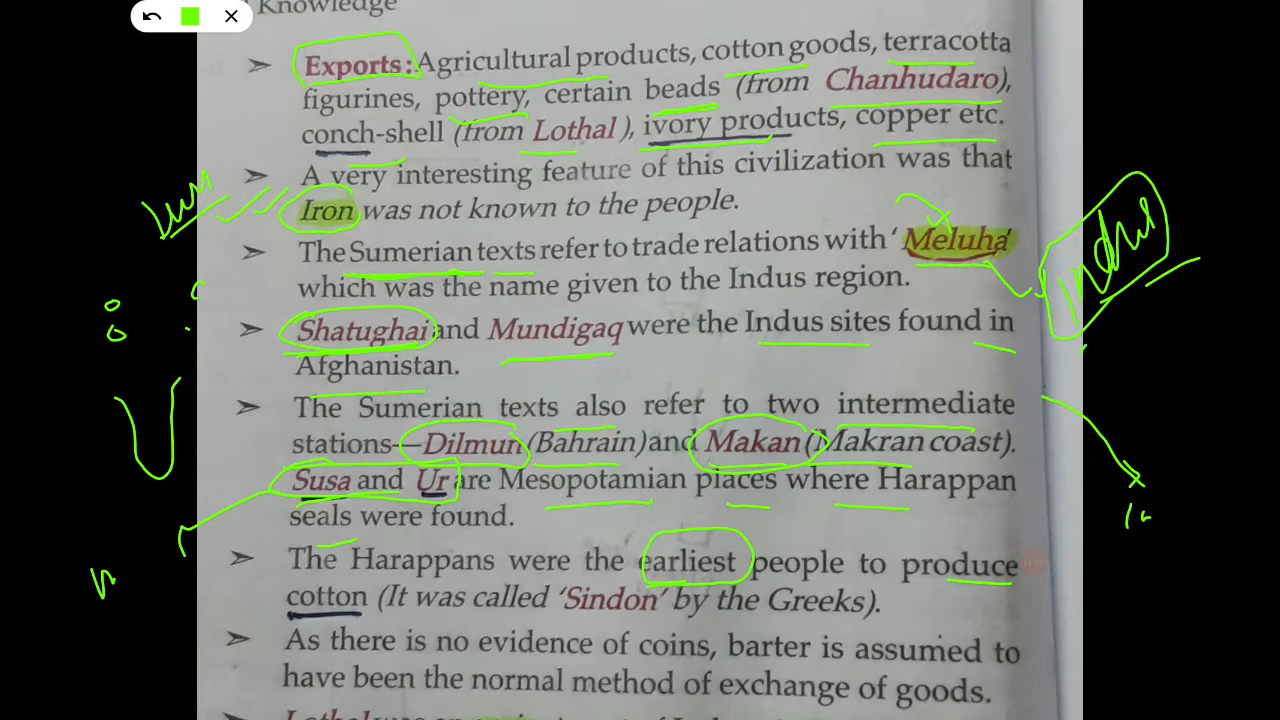 Knowledge
➢ Exports: Agricultural products, cotton goods, terracotta
figurines, pottery, certain beads (from Chanhudaro),
conch-shell (from Lothal), ivory products, copper etc.
➢ A very interesting feature of this civilization was that
Iron was not known to the people.
➢ The Sumerian texts refer to trade relations with 'Meluha'
which was the name given to the Indus region.
Indus
➢ Shatughai and Mundigaq were the Indus sites found in
Afghanistan.
➢ The Sumerian texts also refer to two intermediate
stations—Dilmun (Bahrain) and Makan (Makran coast).
Susa and Ur are Mesopotamian places where Harappan
seals were found.
➢ The Harappans were the earliest people to produce
cotton (It was called 'Sindon' by the Greeks).
➢ As there is no evidence of coins, barter is assumed to
have been the normal method of exchange of goods.